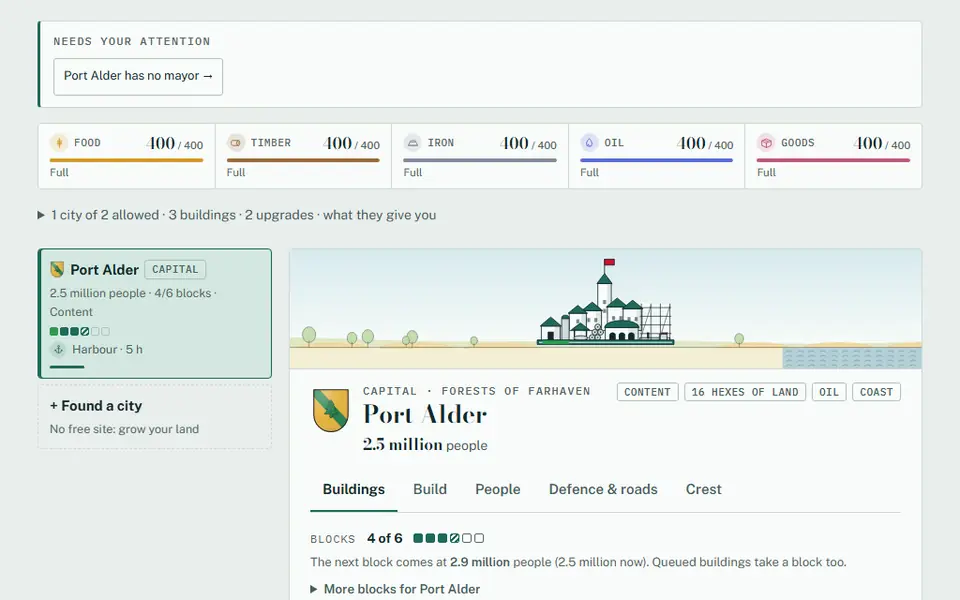 NEEDS YOUR ATTENTION
Port Alder has no mayor →
FOOD 400 / 400
Full
TIMBER 400 / 400
Full
IRON 400 / 400
Full
OIL 400 / 400
Full
GOODS 400 / 400
Full
▶ 1 city of 2 allowed · 3 buildings · 2 upgrades · what they give you
Port Alder CAPITAL
2.5 million people · 4/6 blocks ·
Content
Harbour · 5 h
+ Found a city
No free site: grow your land
CAPITAL · FORESTS OF FARHAVEN
Port Alder
2.5 million people
CONTENT 16 HEXES OF LAND OIL COAST
Buildings Build People Defence & roads Crest
BLOCKS 4 of 6
The next block comes at 2.9 million people (2.5 million now). Queued buildings take a block too.
▶ More blocks for Port Alder